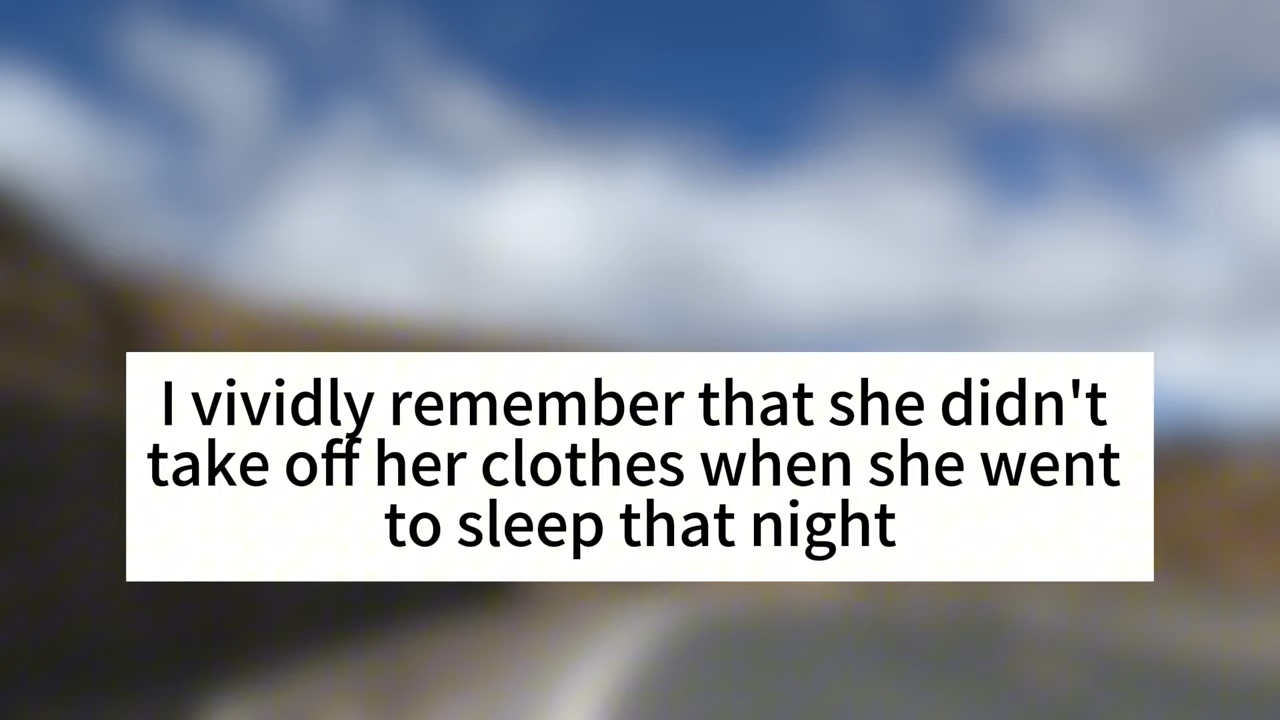 I vividly remember that she didn't
take off her clothes when she went
to sleep that night